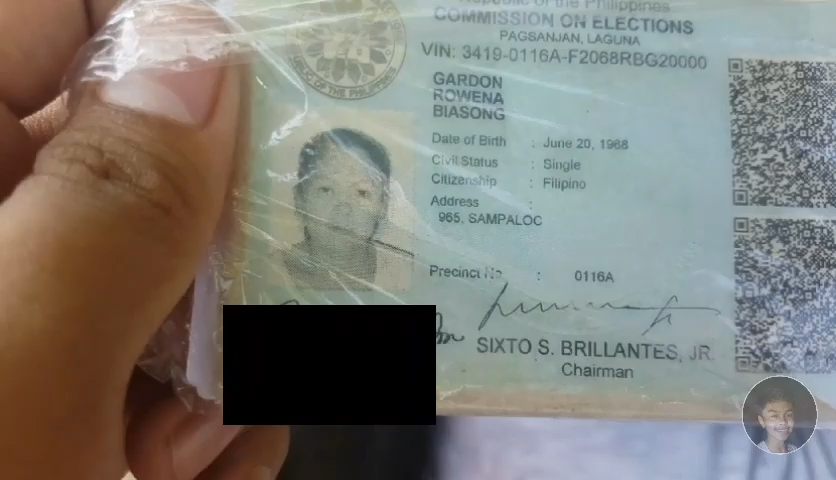 Republic of the Philippines
COMMISSION ON ELECTIONS
PAGSANJAN, LAGUNA
VIN: 3419-0116A-F2068RBG20000
GARDON
ROWENA
BIASONG
Date of Birth : June 20, 1968
Civil Status : Single
Citizenship : Filipino
Address :
965, SAMPALOC
Precinct No. : 0116A
SIXTO S. BRILLANTES, JR.
Chairman